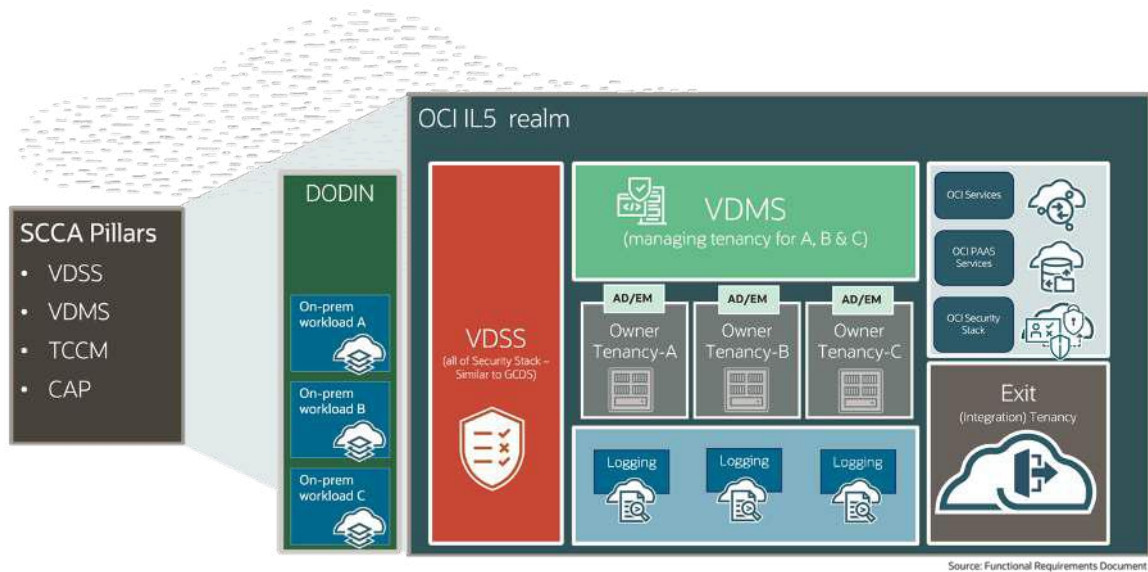 OCI IL5 realm
SCCA Pillars
• VDSS
• VDMS
• TCCM
• CAP
DODIN
On-prem
workload A
On-prem
workload B
On-prem
workload C
VDSS
(all of Security Stack –
Similar to GCDS)
VDMS
(managing tenancy for A, B & C)
AD/EM
Owner
Tenancy-A
AD/EM
Owner
Tenancy-B
AD/EM
Owner
Tenancy-C
Logging
Logging
Logging
OCI Services
OCI PAAS
Services
OCI Security
Stack
Exit
(Integration) Tenancy
Source: Functional Requirements Document